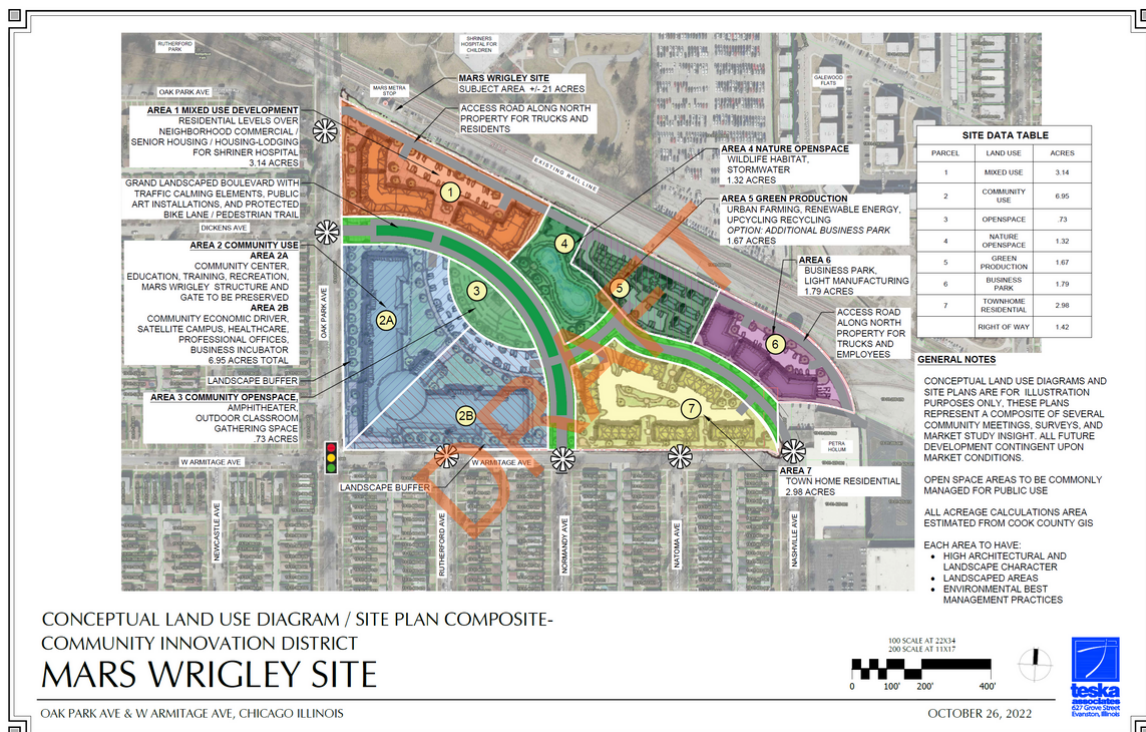 RUTHERFORD
PARK
SHRINERS
HOSPITAL FOR
CHILDREN
OAK PARK AVE
MARS METRA
STOP
MARS WRIGLEY SITE
SUBJECT AREA +/- 21 ACRES
GALEWOOD
FLATS
AREA 1 MIXED USE DEVELOPMENT
RESIDENTIAL LEVELS OVER
NEIGHBORHOOD COMMERCIAL /
SENIOR HOUSING / HOUSING-LODGING
FOR SHRINER HOSPITAL
3.14 ACRES
ACCESS ROAD ALONG NORTH
PROPERTY FOR TRUCKS AND
RESIDENTS
EXISTING RAIL LINE
AREA 4 NATURE OPENSPACE
WILDLIFE HABITAT,
STORMWATER
1.32 ACRES
GRAND LANDSCAPED BOULEVARD WITH
TRAFFIC CALMING ELEMENTS, PUBLIC
ART INSTALLATIONS, AND PROTECTED
BIKE LANE / PEDESTRIAN TRAIL
DICKENS AVE
AREA 5 GREEN PRODUCTION
URBAN FARMING, RENEWABLE ENERGY,
UPCYCLING RECYCLING
OPTION: ADDITIONAL BUSINESS PARK
1.67 ACRES
AREA 2 COMMUNITY USE
AREA 2A
COMMUNITY CENTER,
EDUCATION, TRAINING, RECREATION,
MARS WRIGLEY STRUCTURE AND
GATE TO BE PRESERVED
AREA 2B
COMMUNITY ECONOMIC DRIVER,
SATELLITE CAMPUS, HEALTHCARE,
PROFESSIONAL OFFICES,
BUSINESS INCUBATOR
6.95 ACRES TOTAL
OAK PARK AVE
AREA 6
BUSINESS PARK,
LIGHT MANUFACTURING
1.79 ACRES
ACCESS ROAD
ALONG NORTH
PROPERTY FOR
TRUCKS AND
EMPLOYEES
LANDSCAPE BUFFER
AREA 3 COMMUNITY OPENSPACE,
AMPHITHEATER,
OUTDOOR CLASSROOM
GATHERING SPACE
.73 ACRES
1
2A
2B
3
4
5
6
7
DRAFT
W ARMITAGE AVE
W ARMITAGE AVE
LANDSCAPE BUFFER
PETRA
HOLUM
AREA 7
TOWN HOME RESIDENTIAL
2.98 ACRES
NEWCASTLE AVE
RUTHERFORD AVE
NORMANDY AVE
NATOMA AVE
NASHVILLE AVE
SITE DATA TABLE
PARCEL LAND USE ACRES
1 MIXED USE 3.14
2 COMMUNITY USE 6.95
3 OPENSPACE .73
4 NATURE OPENSPACE 1.32
5 GREEN PRODUCTION 1.67
6 BUSINESS PARK 1.79
7 TOWNHOME RESIDENTIAL 2.98
RIGHT OF WAY 1.42
GENERAL NOTES
CONCEPTUAL LAND USE DIAGRAMS AND
SITE PLANS ARE FOR ILLUSTRATION
PURPOSES ONLY, THESE PLANS
REPRESENT A COMPOSITE OF SEVERAL
COMMUNITY MEETINGS, SURVEYS, AND
MARKET STUDY INSIGHT. ALL FUTURE
DEVELOPMENT CONTINGENT UPON
MARKET CONDITIONS.
OPEN SPACE AREAS TO BE COMMONLY
MANAGED FOR PUBLIC USE
ALL ACREAGE CALCULATIONS AREA
ESTIMATED FROM COOK COUNTY GIS
EACH AREA TO HAVE:
• HIGH ARCHITECTURAL AND
LANDSCAPE CHARACTER
• LANDSCAPED AREAS
• ENVIRONMENTAL BEST
MANAGEMENT PRACTICES
CONCEPTUAL LAND USE DIAGRAM / SITE PLAN COMPOSITE-
COMMUNITY INNOVATION DISTRICT
MARS WRIGLEY SITE
100 SCALE AT 22X34
200 SCALE AT 11X17
0 100' 200' 400'
teska
associates
627 Grove Street
Evanston, Illinois
OAK PARK AVE & W ARMITAGE AVE, CHICAGO ILLINOIS
OCTOBER 26, 2022